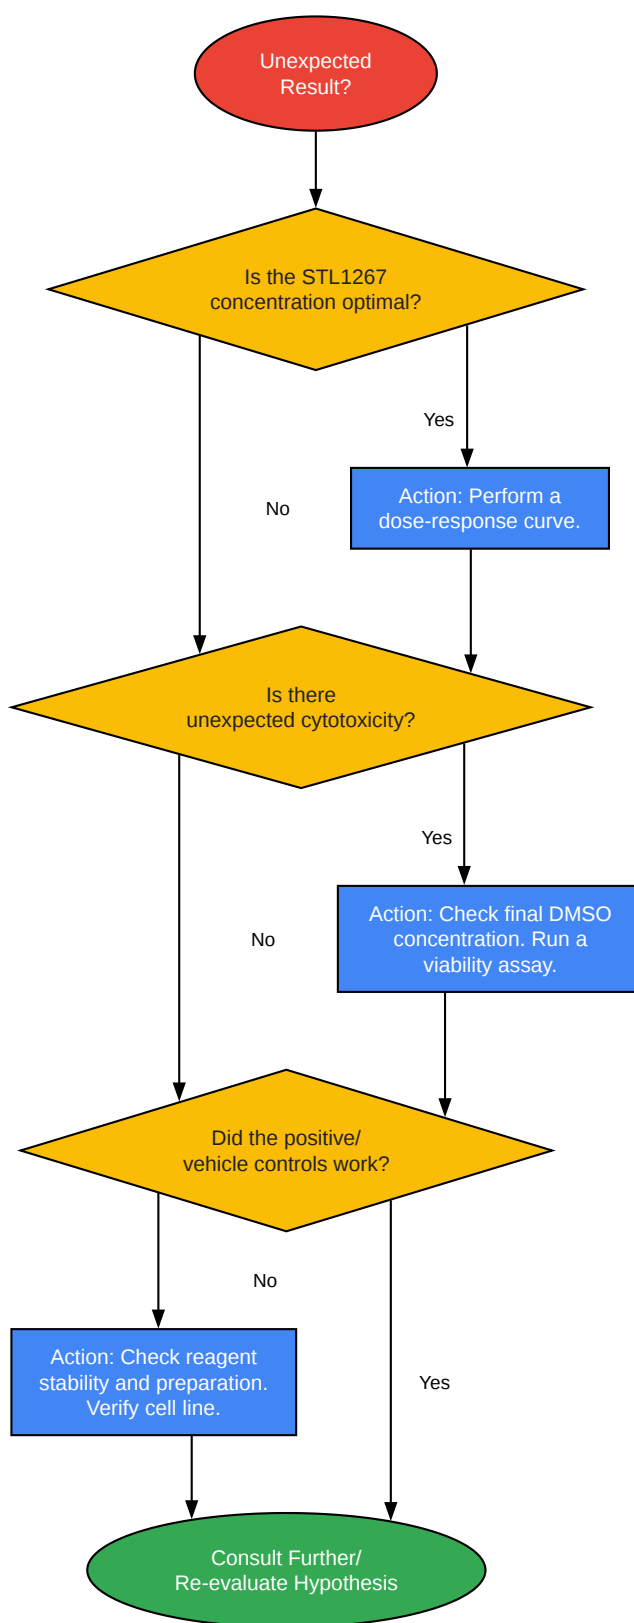 Unexpected
Result?
Is the STL1267
concentration optimal?
Yes
Action: Perform a
dose-response curve.
No
Is there
unexpected cytotoxicity?
Yes
Action: Check final DMSO
concentration. Run a
viability assay.
No
Did the positive/
vehicle controls work?
No
Action: Check reagent
stability and preparation.
Verify cell line.
Yes
Consult Further/
Re-evaluate Hypothesis